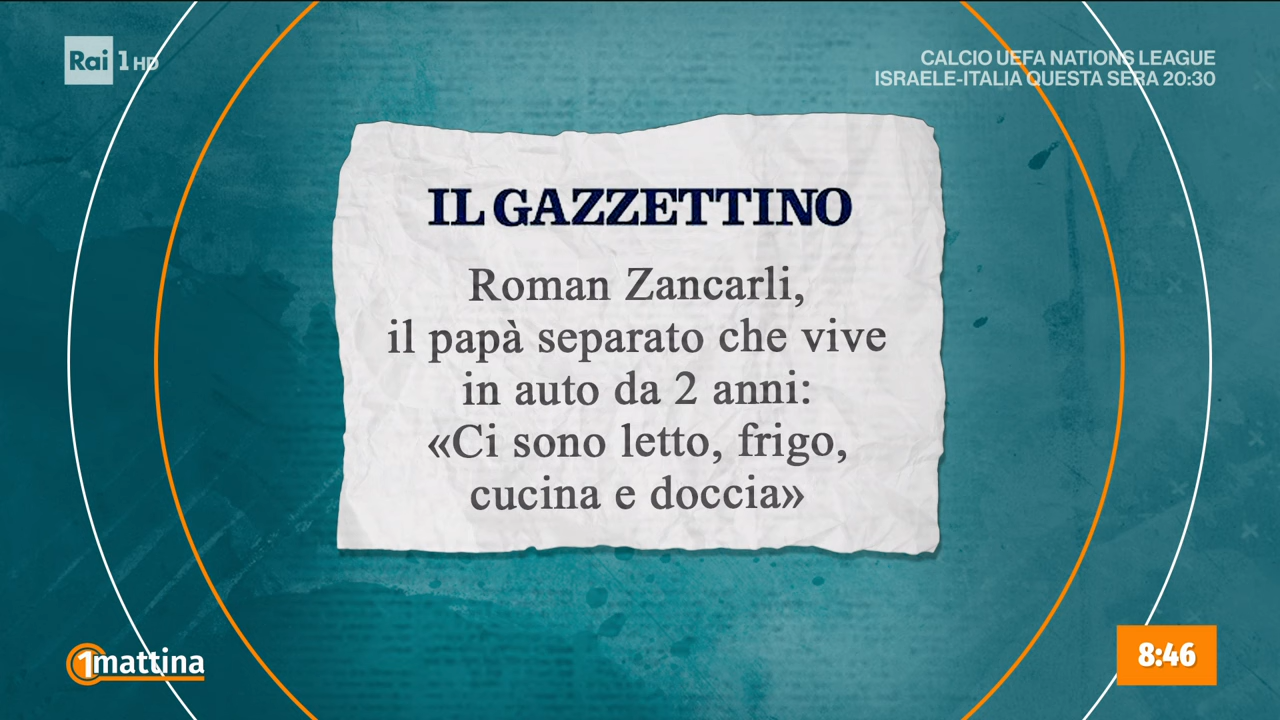 Rai 1 HD
CALCIO UEFA NATIONS LEAGUE
ISRAELE-ITALIA QUESTA SERA 20:30
IL GAZZETTINO
Roman Zancarli,
il papà separato che vive
in auto da 2 anni:
«Ci sono letto, frigo,
cucina e doccia»
1mattina
8:46